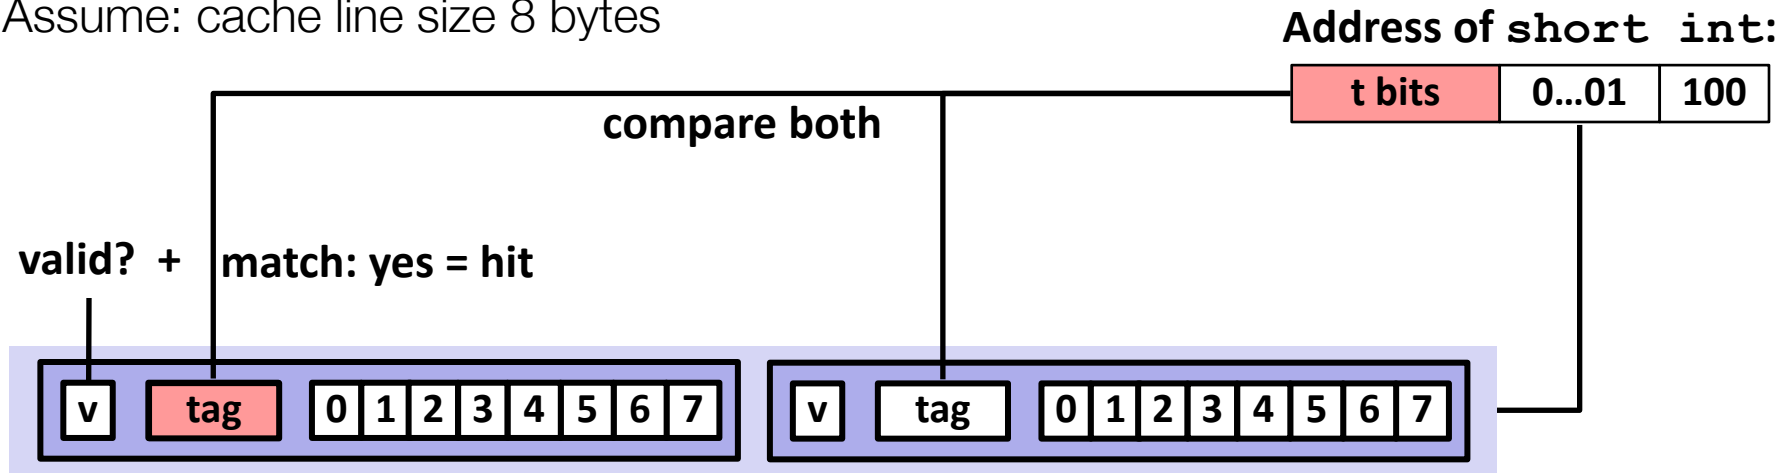 Assume: cache line size 8 bytes
Address of short int:
t bits 0...01 100
compare both
valid? + match: yes = hit
v tag 0 1 2 3 4 5 6 7 v tag 0 1 2 3 4 5 6 7